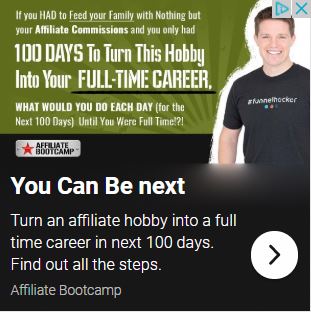 If you HAD to Feed your Family with Nothing but
your Affiliate Commissions and you only had
100 DAYS To Turn This Hobby
Into Your FULL-TIME CAREER,
WHAT WOULD YOU DO EACH DAY (for the
Next 100 Days) Until You Were Full Time!?!
#funnelhacker
AFFILIATE
BOOTCAMP™
You Can Be next
Turn an affiliate hobby into a full
time career in next 100 days.
Find out all the steps.
Affiliate Bootcamp